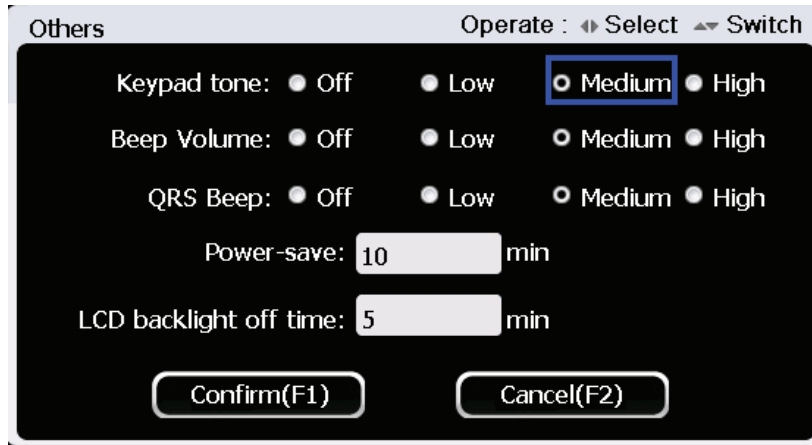 Others Operate : Select Switch
Keypad tone: Off Low Medium High
Beep Volume: Off Low Medium High
QRS Beep: Off Low Medium High
Power-save: 10 min
LCD backlight off time: 5 min
Confirm(F1) Cancel(F2)